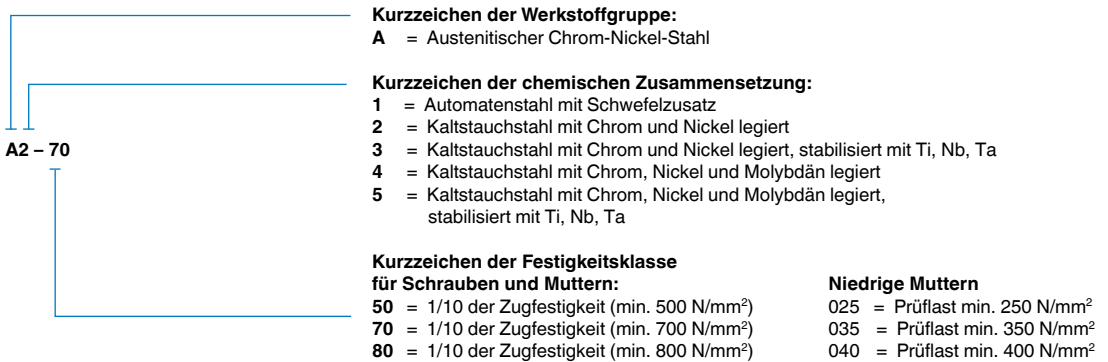 Kurzzeichen der Werkstoffgruppe:
A = Austenitischer Chrom-Nickel-Stahl
Kurzzeichen der chemischen Zusammensetzung:
1 = Automatenstahl mit Schwefelzusatz
2 = Kaltstauchstahl mit Chrom und Nickel legiert
A2 – 70
3 = Kaltstauchstahl mit Chrom und Nickel legiert, stabilisiert mit Ti, Nb, Ta
4 = Kaltstauchstahl mit Chrom, Nickel und Molybdän legiert
5 = Kaltstauchstahl mit Chrom, Nickel und Molybdän legiert,
stabilisiert mit Ti, Nb, Ta
Kurzzeichen der Festigkeitsklasse
für Schrauben und Muttern:
50 = 1/10 der Zugfestigkeit (min. 500 N/mm²)
70 = 1/10 der Zugfestigkeit (min. 700 N/mm²)
80 = 1/10 der Zugfestigkeit (min. 800 N/mm²)
Niedrige Muttern
025 = Prüflast min. 250 N/mm²
035 = Prüflast min. 350 N/mm²
040 = Prüflast min. 400 N/mm²